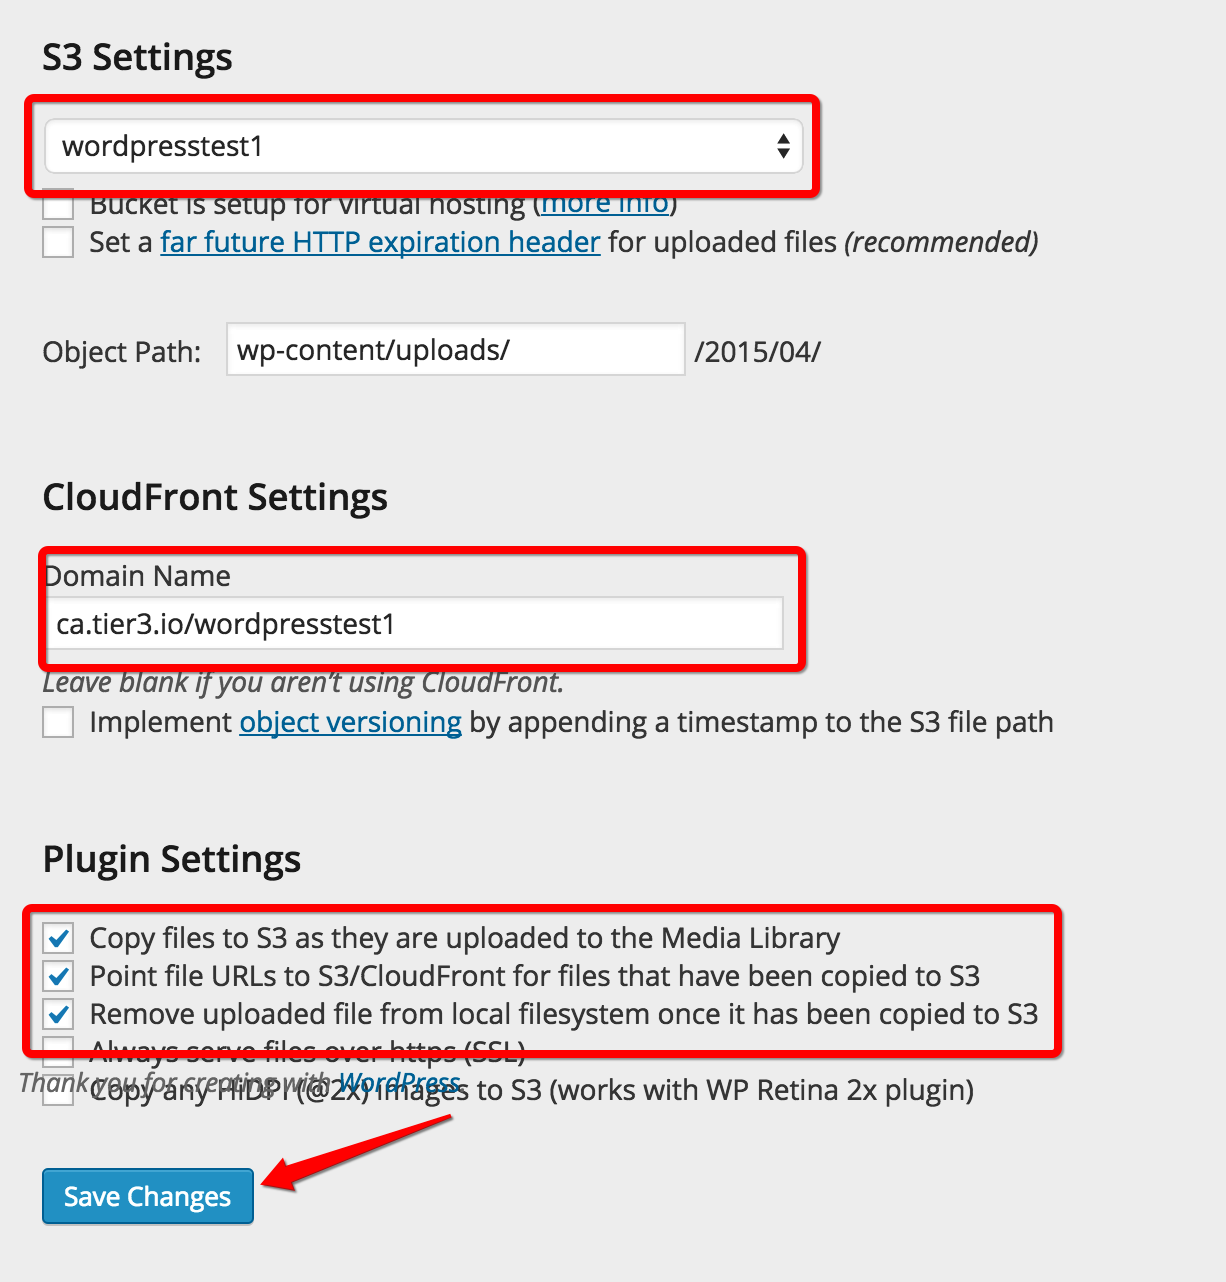 S3 Settings
wordpresstest1
Bucket is setup for virtual hosting (more info)
Set a far future HTTP expiration header for uploaded files (recommended)
Object Path: wp-content/uploads/ /2015/04/
CloudFront Settings
Domain Name
ca.tier3.io/wordpresstest1
Leave blank if you aren't using CloudFront.
Implement object versioning by appending a timestamp to the S3 file path
Plugin Settings
Copy files to S3 as they are uploaded to the Media Library
Point file URLs to S3/CloudFront for files that have been copied to S3
Remove uploaded file from local filesystem once it has been copied to S3
Always serve files over https (SSL)
Thank you for creating with WordPress.
Copy any HiDPI (@2x) images to S3 (works with WP Retina 2x plugin)
Save Changes